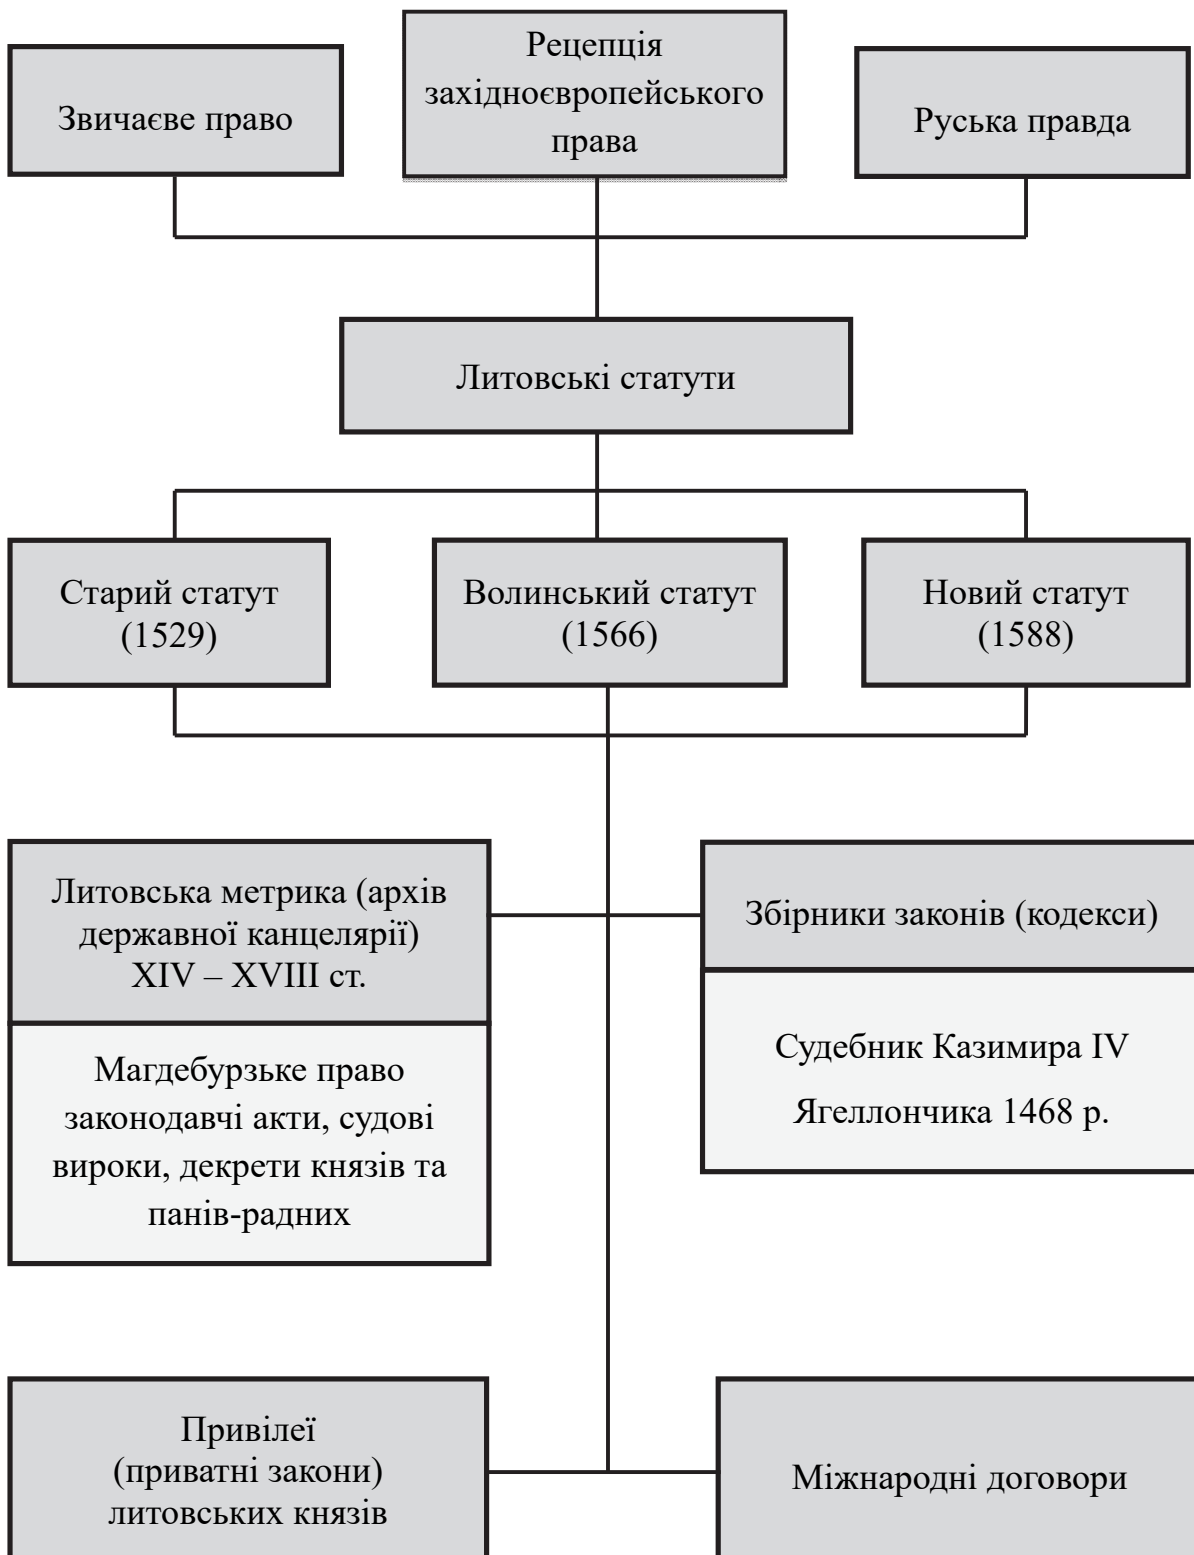 Звичаєве право
Рецепція
західноєвропейського
права
Руська правда
Литовські статути
Старий статут
(1529)
Волинський статут
(1566)
Новий статут
(1588)
Литовська метрика (архів
державної канцелярії)
XIV – XVIII ст.
Магдебурзьке право
законодавчі акти, судові
вироки, декрети князів та
панів-радних
Збірники законів (кодекси)
Судебник Казимира IV
Ягеллончика 1468 р.
Привілеї
(приватні закони)
литовських князів
Міжнародні договори